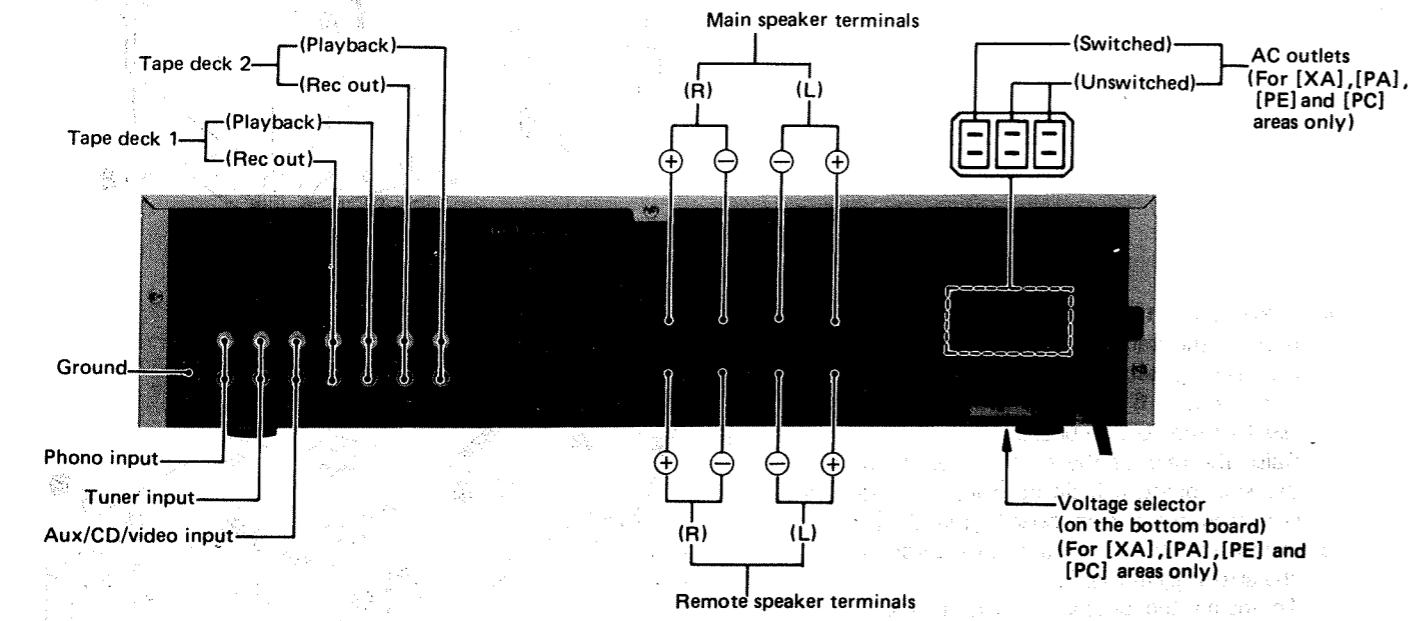 Main speaker terminals
(Playback)
Tape deck 2
(Rec out)
(Playback)
Tape deck 1
(Rec out)
(R)
(L)
+
−
−
+
(Switched)
(Unswitched)
AC outlets
(For [XA],[PA],
[PE] and [PC]
areas only)
Ground
Phono input
Tuner input
Aux/CD/video input
+
−
−
+
(R)
(L)
Remote speaker terminals
Voltage selector
(on the bottom board)
(For [XA],[PA],[PE] and
[PC] areas only)